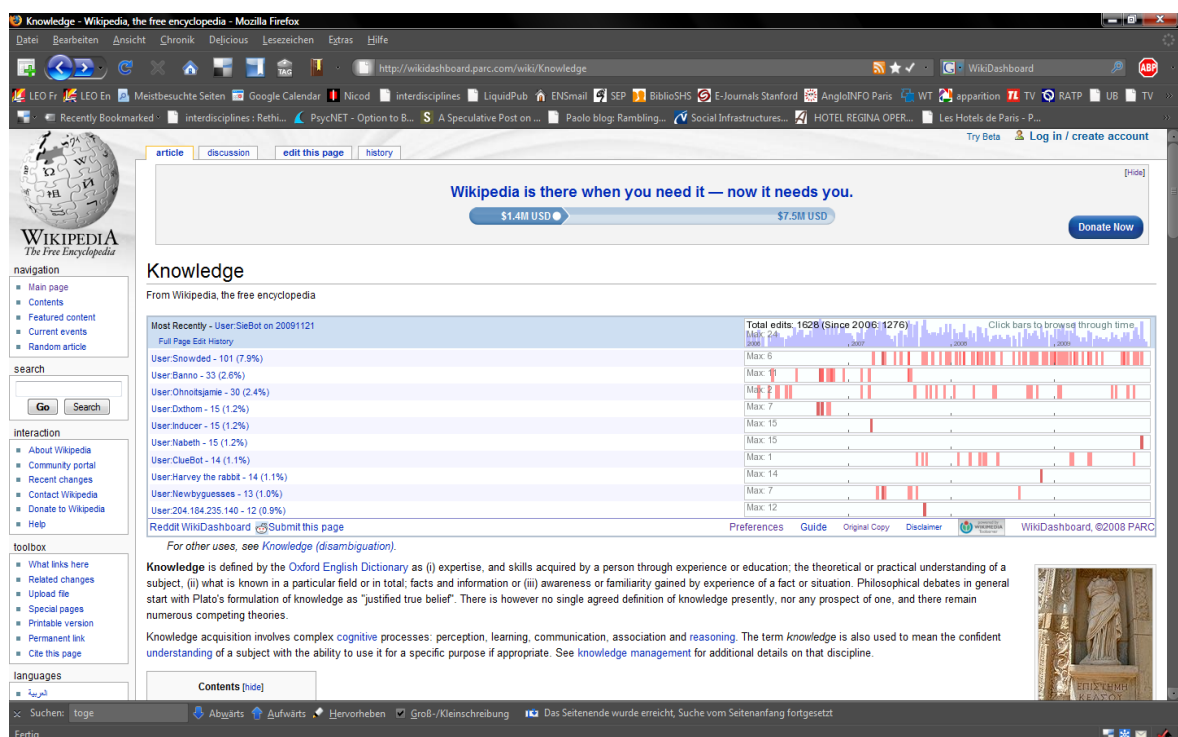 Knowledge - Wikipedia, the free encyclopedia - Mozilla Firefox
Datei Bearbeiten Ansicht Chronik Delicious Lesezeichen Extras Hilfe
TAG http://wikidashboard.parc.com/wiki/Knowledge WikiDashboard ABP
LEO Fr LEO En Meistbesuchte Seiten Google Calendar Nicod interdisciplines LiquidPub ENSmail SEP BiblioSHS E-Journals Stanford AngloINFO Paris WT apparition TV RATP UB TV
Recently Bookmarked interdisciplines : Rethi... PsycNET - Option to B... A Speculative Post on ... Paolo blog: Rambling... Social Infrastructures... HOTEL REGINA OPER... Les Hotels de Paris - P...
Try Beta Log in / create account
article discussion edit this page history
[Hide]
Wikipedia is there when you need it — now it needs you.
$1.4M USD $7.5M USD
Donate Now
WIKIPEDIA
The Free Encyclopedia
navigation
Main page
Contents
Featured content
Current events
Random article
search
Go Search
interaction
About Wikipedia
Community portal
Recent changes
Contact Wikipedia
Donate to Wikipedia
Help
toolbox
What links here
Related changes
Upload file
Special pages
Printable version
Permanent link
Cite this page
languages
العربية
Knowledge
From Wikipedia, the free encyclopedia
Most Recently - User:SieBot on 20091121
Full Page Edit History
Total edits: 1628 (Since 2006: 1276) Click bars to browse through time
Max: 24
2006 2007 2008 2009
User:Snowded - 101 (7.9%) Max: 6
User:Banno - 33 (2.6%) Max: 11
User:Ohnoitsjamie - 30 (2.4%) Max: 2
User:Dxthom - 15 (1.2%) Max: 7
User:Inducer - 15 (1.2%) Max: 15
User:Nabeth - 15 (1.2%) Max: 15
User:ClueBot - 14 (1.1%) Max: 1
User:Harvey the rabbit - 14 (1.1%) Max: 14
User:Newbyguesses - 13 (1.0%) Max: 7
User:204.184.235.140 - 12 (0.9%) Max: 12
Reddit WikiDashboard Submit this page Preferences Guide Original Copy Disclaimer WikiDashboard, ©2008 PARC
For other uses, see Knowledge (disambiguation).
Knowledge is defined by the Oxford English Dictionary as (i) expertise, and skills acquired by a person through experience or education; the theoretical or practical understanding of a
subject, (ii) what is known in a particular field or in total; facts and information or (iii) awareness or familiarity gained by experience of a fact or situation. Philosophical debates in general
start with Plato's formulation of knowledge as "justified true belief". There is however no single agreed definition of knowledge presently, nor any prospect of one, and there remain
numerous competing theories.
Knowledge acquisition involves complex cognitive processes: perception, learning, communication, association and reasoning. The term knowledge is also used to mean the confident
understanding of a subject with the ability to use it for a specific purpose if appropriate. See knowledge management for additional details on that discipline.
Contents [hide]
ΕΠΙΣΤΗΜΗ
ΚΕΛΣΟΥ
Suchen: toge Abwärts Aufwärts Hervorheben Groß-/Kleinschreibung Das Seitenende wurde erreicht, Suche vom Seitenanfang fortgesetzt
Fertig